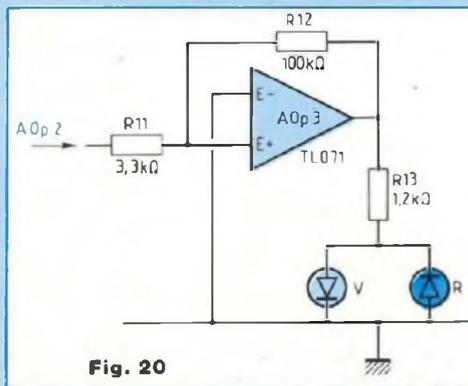 R12
100kΩ
E-
AOp 3
R11
AOp 2
E+
3,3kΩ
TL071
R13
1,2kΩ
V
R
Fig. 20